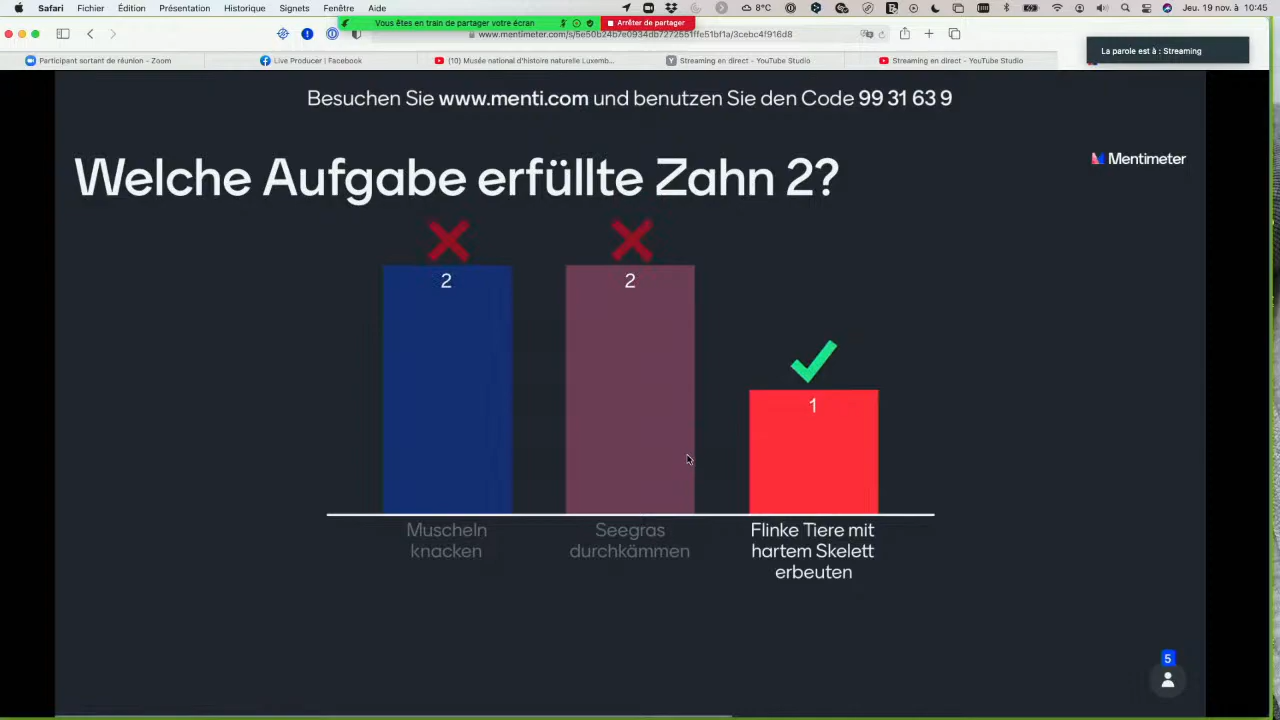 Safari Fichier Édition Présentation Historique Signets Fenêtre Aide
8°C
Jeu. 19 nov. à 10:45
Vous êtes en train de partager votre écran
Arrêter de partager
www.mentimeter.com/s/5e50b24b7e0934db7272551ffe51bf1a/3cebc4f916d8
La parole est à : Streaming
Participant sortant de réunion - Zoom
Live Producer | Facebook
(10) Musée national d'histoire naturelle Luxemb...
Streaming en direct - YouTube Studio
Streaming en direct - YouTube Studio
Besuchen Sie www.menti.com und benutzen Sie den Code 99 31 63 9
Welche Aufgabe erfüllte Zahn 2?
Mentimeter
2
2
1
Muscheln
knacken
Seegras
durchkämmen
Flinke Tiere mit
hartem Skelett
erbeuten
5